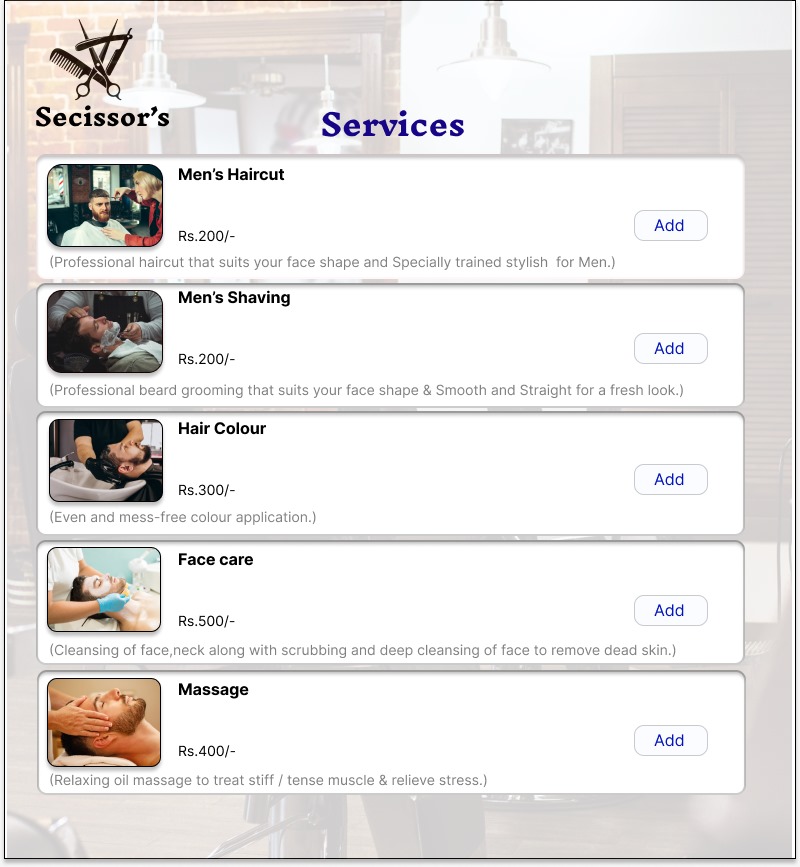 Secissor’s
Services
Men’s Haircut
Rs.200/-
Add
(Professional haircut that suits your face shape and Specially trained stylish  for Men.)
Men’s Shaving
Rs.200/-
Add
(Professional beard grooming that suits your face shape & Smooth and Straight for a fresh look.)
Hair Colour
Rs.300/-
Add
(Even and mess-free colour application.)
Face care
Rs.500/-
Add
(Cleansing of face,neck along with scrubbing and deep cleansing of face to remove dead skin.)
Massage
Rs.400/-
Add
(Relaxing oil massage to treat stiff / tense muscle & relieve stress.)